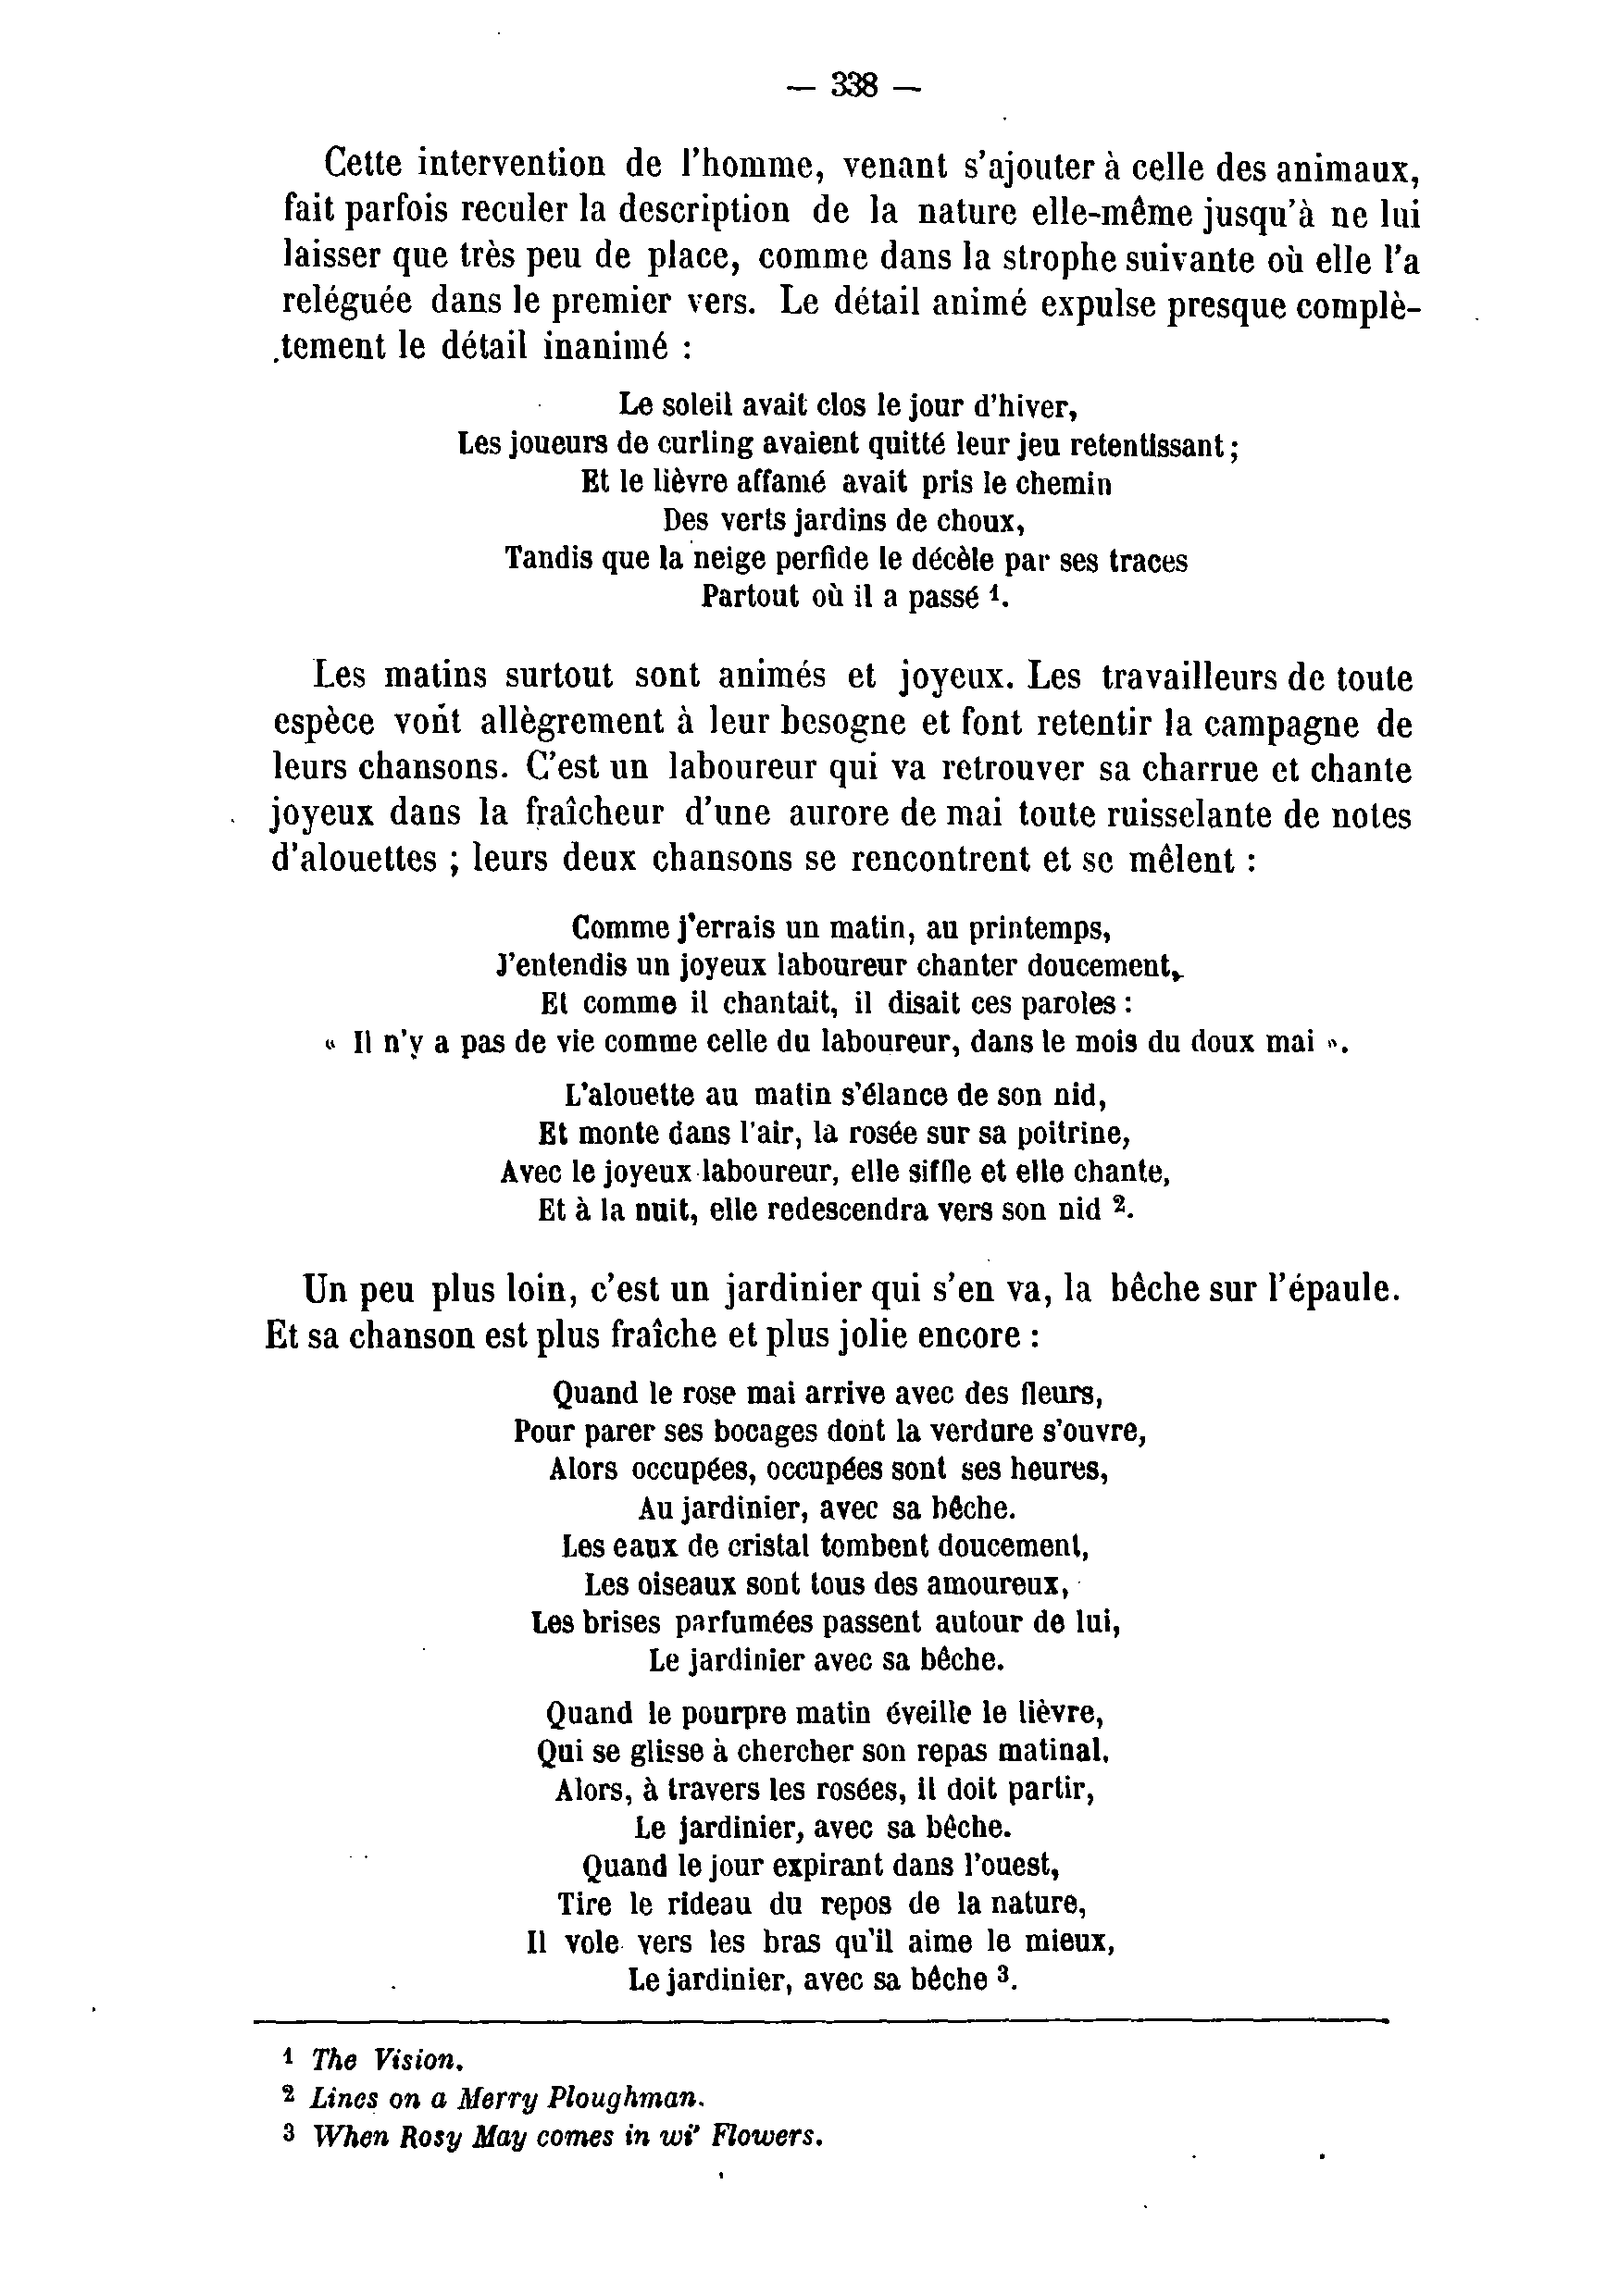 — 338 —
Cette intervention de l'homme, venant s'ajouter à celle des animaux,
fait parfois reculer la description de la nature elle-même jusqu'à ne lui
laisser que très peu de place, comme dans la strophe suivante où elle l'a
reléguée dans le premier vers. Le détail animé expulse presque complè-
tement le détail inanimé :
Le soleil avait clos le jour d'hiver,
Les joueurs de curling avaient quitté leur jeu retentissant ;
Et le lièvre affamé avait pris le chemin
Des verts jardins de choux,
Tandis que la neige perfide le décèle par ses traces
Partout où il a passé 1.
Les matins surtout sont animés et joyeux. Les travailleurs de toute
espèce vont allègrement à leur besogne et font retentir la campagne de
leurs chansons. C'est un laboureur qui va retrouver sa charrue et chante
joyeux dans la fraîcheur d'une aurore de mai toute ruisselante de notes
d'alouettes ; leurs deux chansons se rencontrent et se mêlent :
Comme j'errais un matin, au printemps,
J'entendis un joyeux laboureur chanter doucement,
Et comme il chantait, il disait ces paroles :
« Il n'y a pas de vie comme celle du laboureur, dans le mois du doux mai ».
L'alouette au matin s'élance de son nid,
Et monte dans l'air, la rosée sur sa poitrine,
Avec le joyeux laboureur, elle siffle et elle chante,
Et à la nuit, elle redescendra vers son nid 2.
Un peu plus loin, c'est un jardinier qui s'en va, la bêche sur l'épaule.
Et sa chanson est plus fraîche et plus jolie encore :
Quand le rose mai arrive avec des fleurs,
Pour parer ses bocages dont la verdure s'ouvre,
Alors occupées, occupées sont ses heures,
Au jardinier, avec sa bêche.
Les eaux de cristal tombent doucement,
Les oiseaux sont tous des amoureux,
Les brises parfumées passent autour de lui,
Le jardinier avec sa bêche.
Quand le pourpre matin éveille le lièvre,
Qui se glisse à chercher son repas matinal,
Alors, à travers les rosées, il doit partir,
Le jardinier, avec sa bêche.
Quand le jour expirant dans l'ouest,
Tire le rideau du repos de la nature,
Il vole vers les bras qu'il aime le mieux,
Le jardinier, avec sa bêche 3.
1 The Vision.
2 Lines on a Merry Ploughman.
3 When Rosy May comes in wi' Flowers.